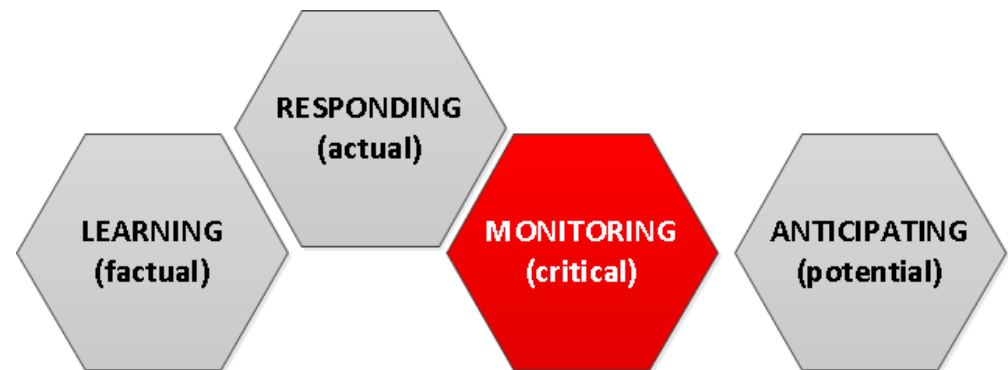 LEARNING
(factual)
RESPONDING
(actual)
MONITORING
(critical)
ANTICIPATING
(potential)